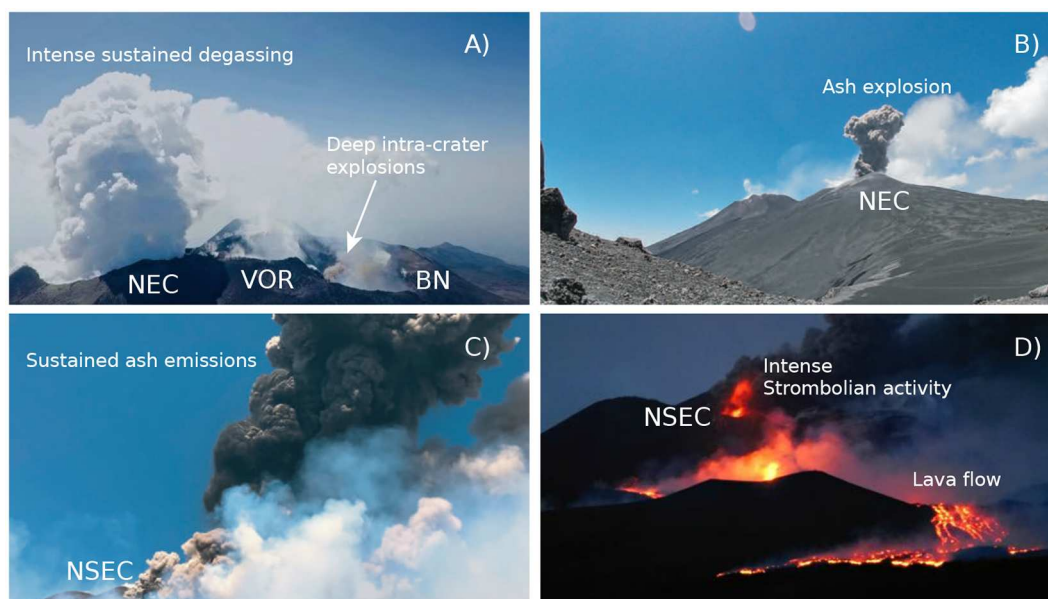 A)
Intense sustained degassing
Deep intra-crater
explosions
NEC
VOR
BN
B)
Ash explosion
NEC
C)
Sustained ash emissions
NSEC
D)
Intense
Strombolian activity
NSEC
Lava flow